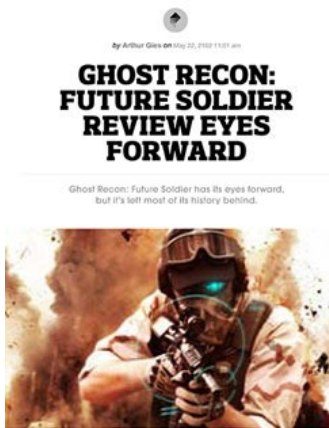 by Arthur Gies on May 22, 2102 11:01 am
GHOST RECON:
FUTURE SOLDIER
REVIEW EYES
FORWARD
Ghost Recon: Future Soldier has its eyes forward,
but it's left most of its history behind.